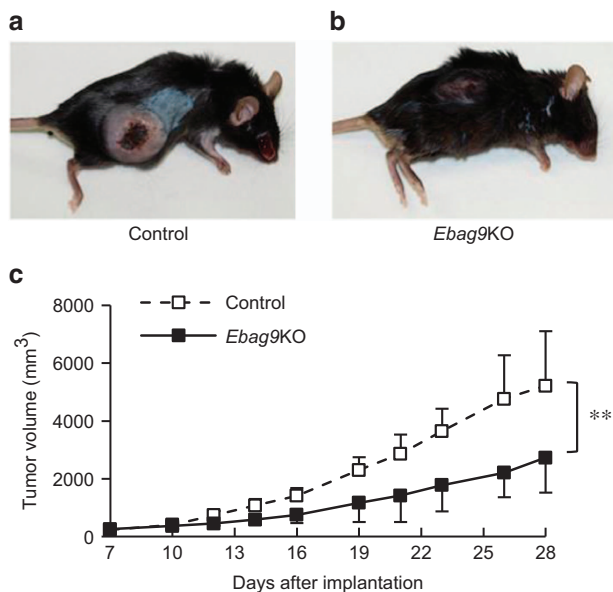 a
b
Control
Ebag9KO
c
8000
6000
4000
2000
0
Tumor volume (mm³)
Control
Ebag9KO
**
7 10 13 16 19 22 25 28
Days after implantation